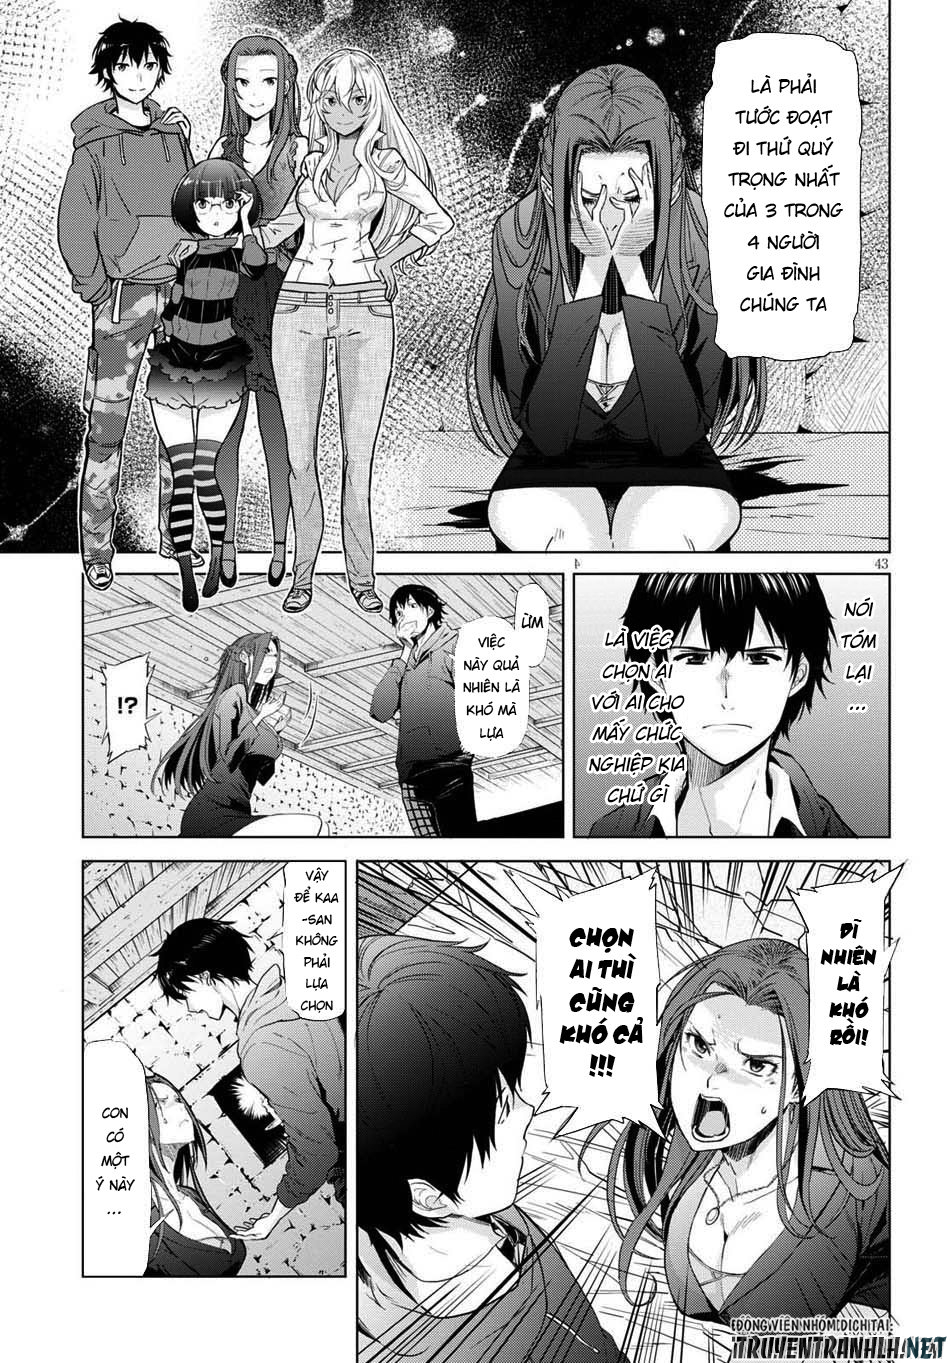 LÀ PHẢI
TƯỚC ĐOẠT
ĐI THỨ QUÝ
TRỌNG NHẤT
CỦA 3 TRONG
4 NGƯỜI
GIA ĐÌNH
CHÚNG TA
43
NÓI
TÓM
LẠI
...
LÀ VIỆC
CHỌN AI
VỚI AI CHO
MẤY CHỨC
NGHIỆP KIA
CHỨ GÌ
ỪM
VIỆC
NÀY QUẢ
NHIÊN LÀ
KHÓ MÀ
LỰA
!?
ĐĨ
NHIÊN
LÀ
KHÓ
RỒI!
CHỌN
AI THÌ
CŨNG
KHÓ CẢ
!!!
VẬY
ĐỂ KAA
-SAN
KHÔNG
PHẢI
LỰA
CHỌN
CON
CÓ
MỘT
Ý NÀY
...
ĐỘNG VIÊN NHÓM DỊCH TẠI:
TRUYENTRANHLH.NET